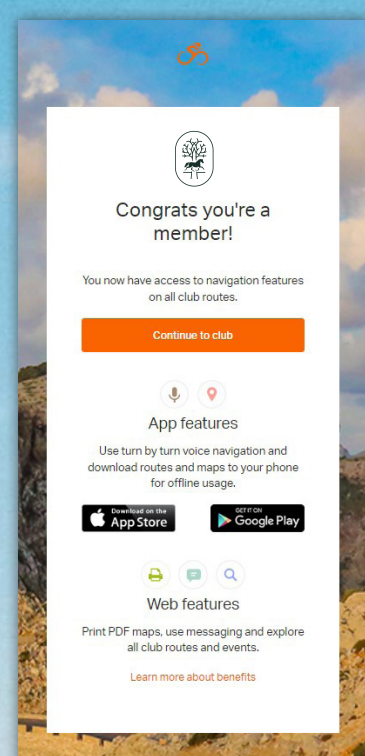 Congrats you're a
member!
You now have access to navigation features
on all club routes.
Continue to club
App features
Use turn by turn voice navigation and
download routes and maps to your phone
for offline usage.
Download on the
App Store
GET IT ON
Google Play
Web features
Print PDF maps, use messaging and explore
all club routes and events.
Learn more about benefits